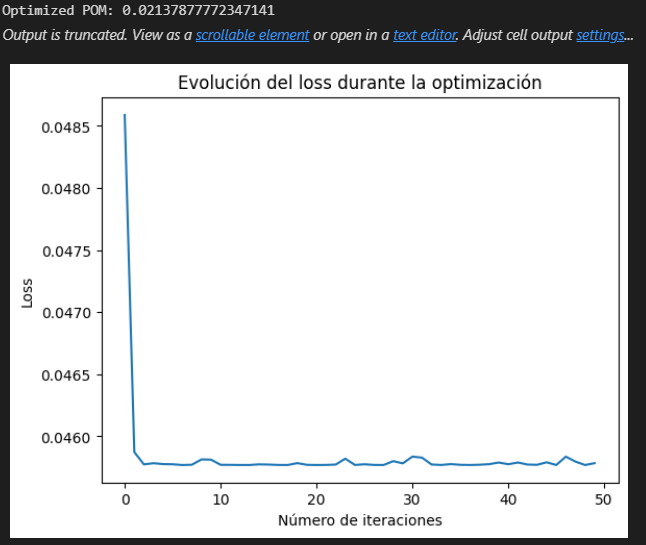 Optimized POM: 0.02137877772347141
Output is truncated. View as a scrollable element or open in a text editor. Adjust cell output settings...
Evolución del loss durante la optimización
0.0485
0.0480
0.0475
0.0470
0.0465
0.0460
Loss
0
10
20
30
40
50
Número de iteraciones